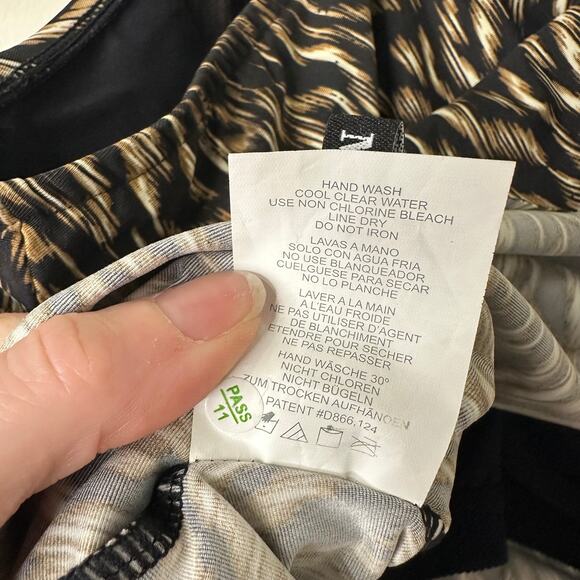 HAND WASH
COOL CLEAR WATER
USE NON CHLORINE BLEACH
LINE DRY
DO NOT IRON
LAVAS A MANO
SOLO CON AGUA FRIA
NO USE BLANQUEADOR
CUELGUESE PARA SECAR
NO LO PLANCHE
LAVER A LA MAIN
À L'EAU FROIDE
NE PAS UTILISER D'AGENT
DE BLANCHIMENT
ETENDRE POUR SÉCHER
NE PAS REPASSER
HAND WÄSCHE 30°
NICHT CHLOREN
NICHT BÜGELN
ZUM TROCKEN AUFHÄNGEN
PATENT #D866,124
PASS
11